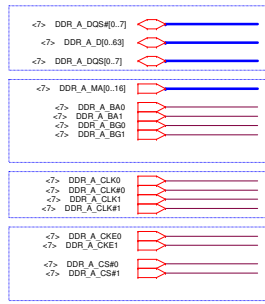 <7> DDR_A_DQS#[0..7]
<7> DDR_A_D[0..63]
<7> DDR_A_DQS[0..7]
<7> DDR_A_MA[0..16]
<7> DDR_A_BA0
<7> DDR_A_BA1
<7> DDR_A_BG0
<7> DDR_A_BG1
<7> DDR_A_CLK0
<7> DDR_A_CLK#0
<7> DDR_A_CLK1
<7> DDR_A_CLK#1
<7> DDR_A_CKE0
<7> DDR_A_CKE1
<7> DDR_A_CS#0
<7> DDR_A_CS#1